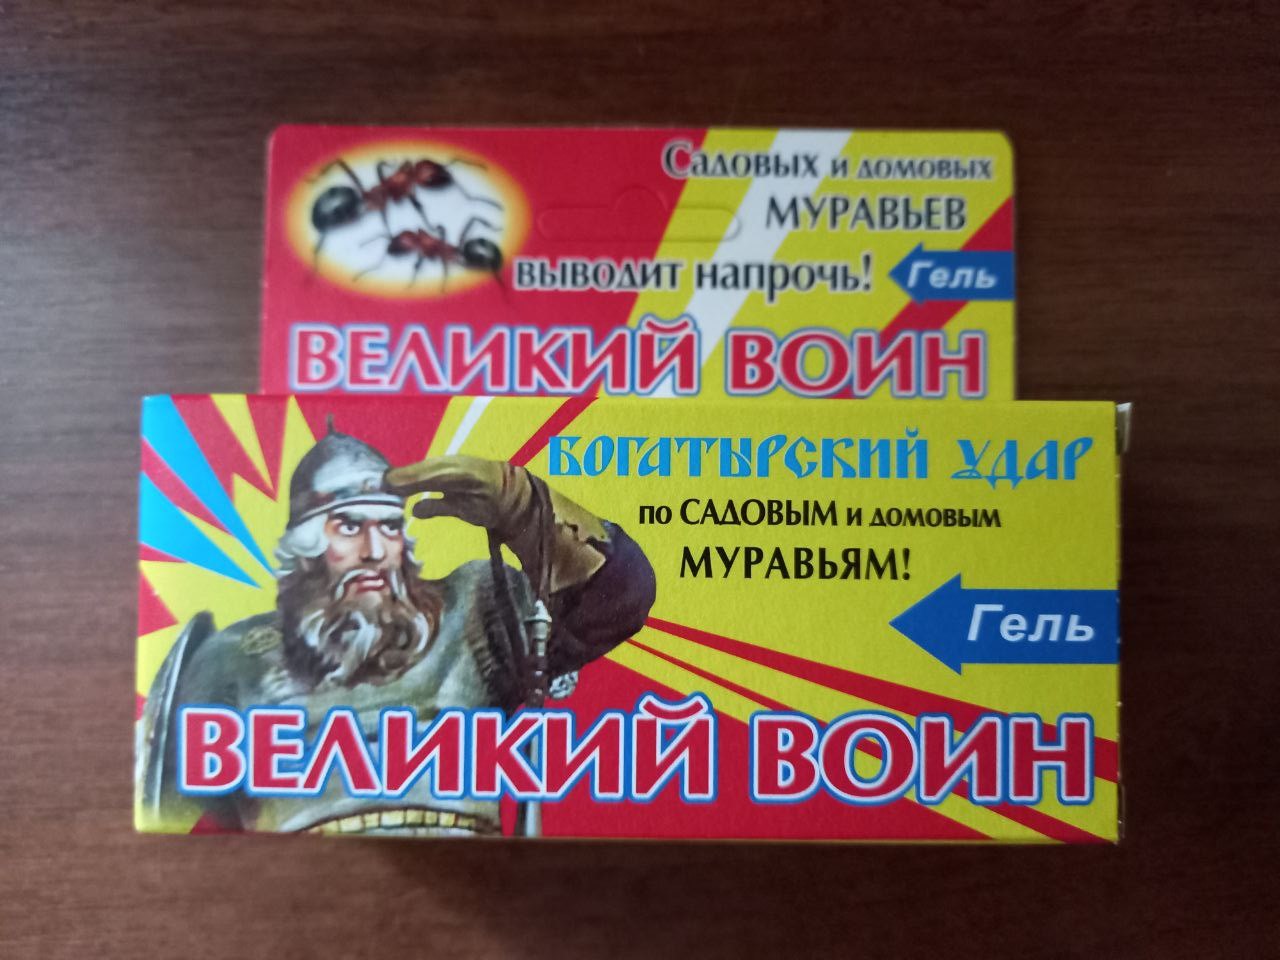 Садовых и домовых
МУРАВЬЕВ
выводит напрочь!
Гель
ВЕЛИКИЙ ВОИН
БОГАТЫРСКИЙ УДАР
по САДОВЫМ и домовым
МУРАВЬЯМ!
Гель
ВЕЛИКИЙ ВОИН